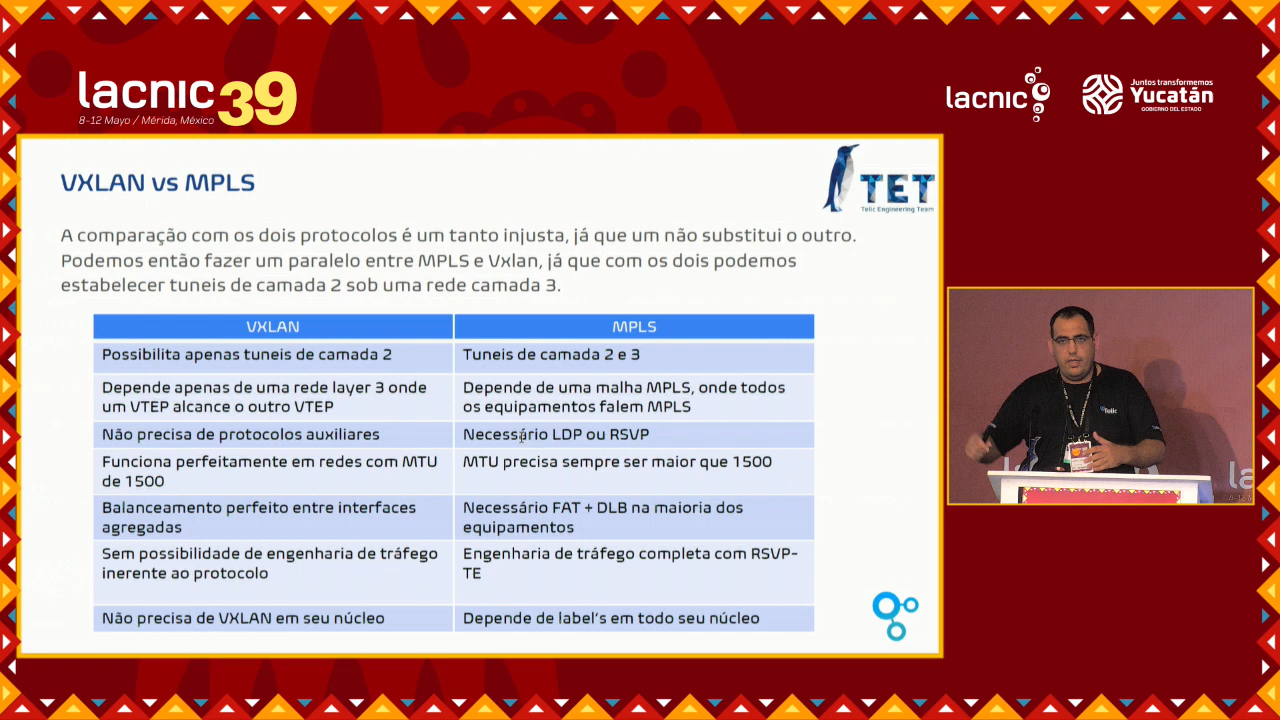 lacnic 39
8-12 Mayo / Mérida, México
lacnic
Juntos transformemos
Yucatán
GOBIERNO DEL ESTADO
VXLAN vs MPLS
TET
Telic Engineering Team
A comparação com os dois protocolos é um tanto injusta, já que um não substitui o outro.
Podemos então fazer um paralelo entre MPLS e Vxlan, já que com os dois podemos
estabelecer tuneis de camada 2 sob uma rede camada 3.
VXLAN
MPLS
Possibilita apenas tuneis de camada 2
Tuneis de camada 2 e 3
Depende apenas de uma rede layer 3 onde
um VTEP alcance o outro VTEP
Depende de uma malha MPLS, onde todos
os equipamentos falem MPLS
Não precisa de protocolos auxiliares
Necessário LDP ou RSVP
Funciona perfeitamente em redes com MTU
de 1500
MTU precisa sempre ser maior que 1500
Balanceamento perfeito entre interfaces
agregadas
Necessário FAT + DLB na maioria dos
equipamentos
Sem possibilidade de engenharia de tráfego
inerente ao protocolo
Engenharia de tráfego completa com RSVP-
TE
Não precisa de VXLAN em seu núcleo
Depende de label's em todo seu núcleo
Telic